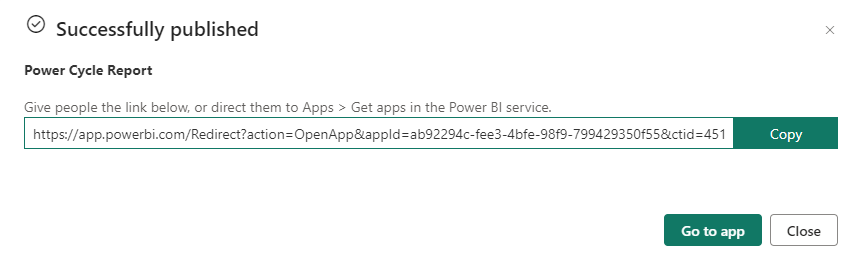 Successfully published
Power Cycle Report
Give people the link below, or direct them to Apps > Get apps in the Power BI service.
https://app.powerbi.com/Redirect?action=OpenApp&appId=ab92294c-fee3-4bfe-98f9-799429350f55&ctid=451
Copy
Go to app
Close